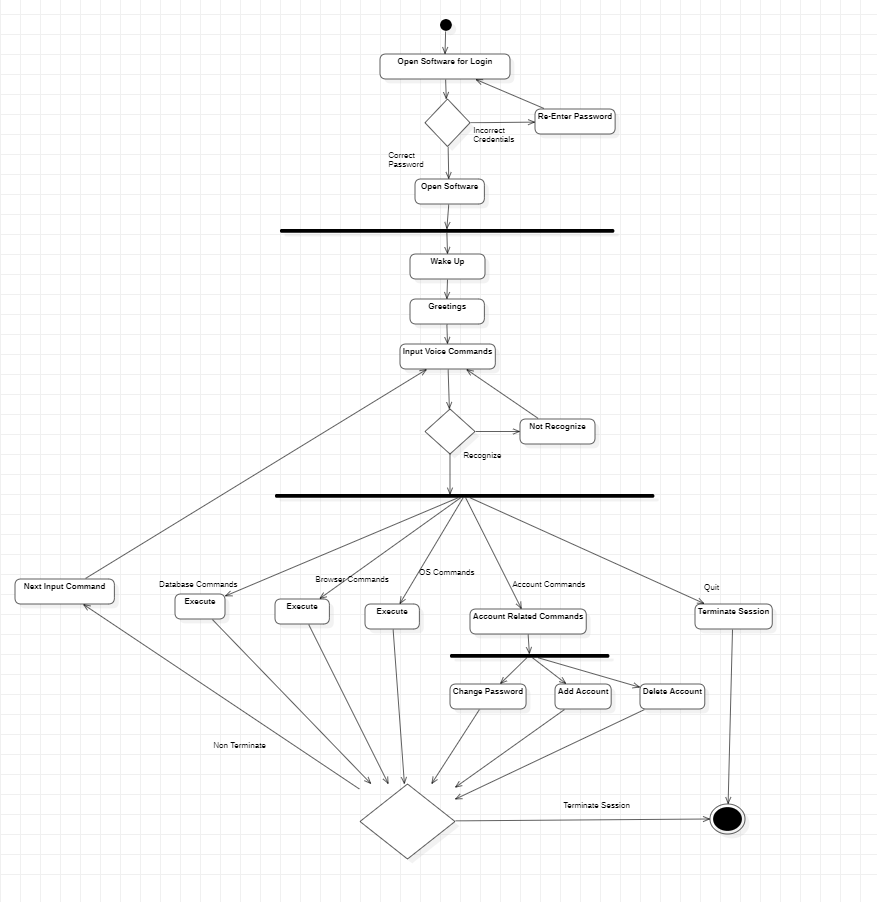 Open Software for Login
Re-Enter Password
Incorrect
Credentials
Correct
Password
Open Software
Wake Up
Greetings
Input Voice Commands
Not Recognize
Recognize
Database Commands
Browser Commands
OS Commands
Account Commands
Quit
Next Input Command
Execute
Execute
Execute
Account Related Commands
Terminate Session
Change Password
Add Account
Delete Account
Non Terminate
Terminate Session